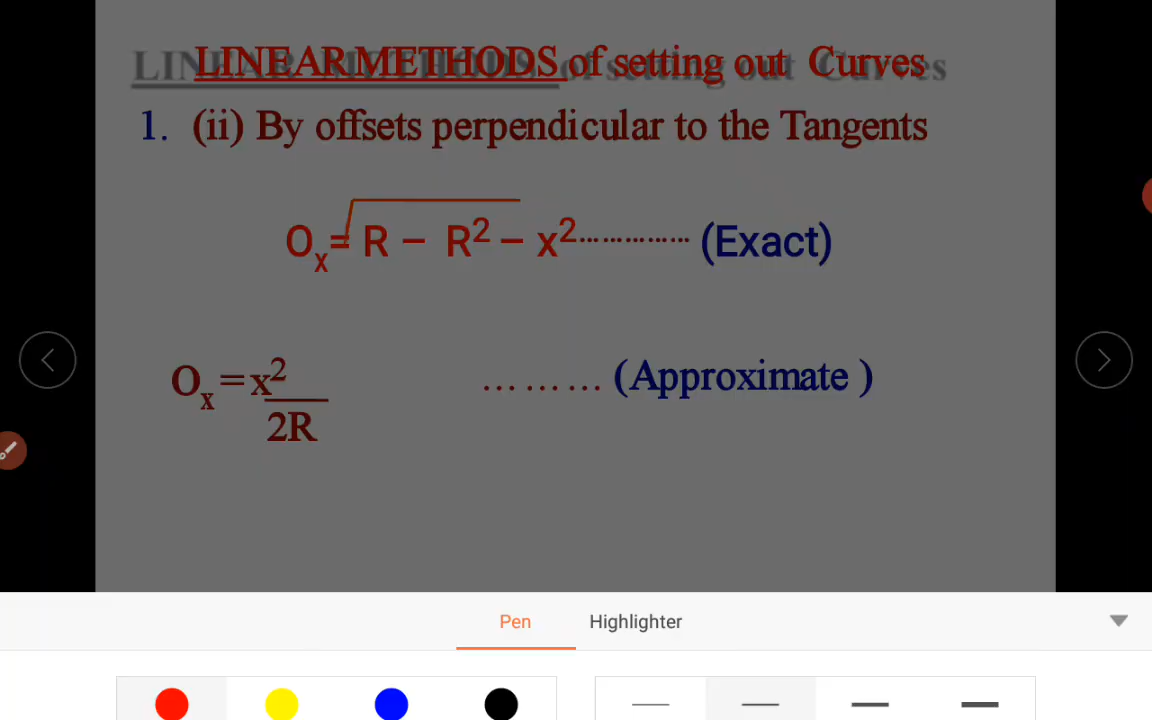 LINEAR METHODS of setting out Curves
1. (ii) By offsets perpendicular to the Tangents
Oₓ = √R – R² – x² …………… (Exact)
Oₓ = x²
2R
……… (Approximate )
Pen Highlighter